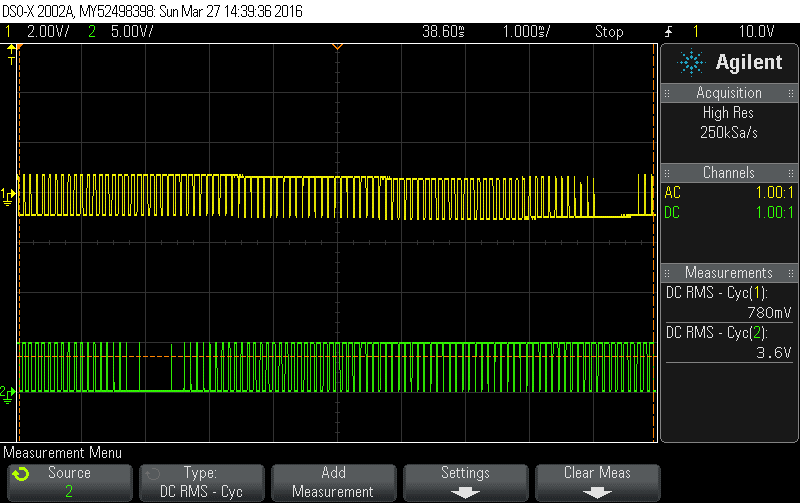 DSO-X 2002A, MY52498398: Sun Mar 27 14:39:36 2016
1 2.00V/ 2 5.00V/ 38.60ms 1.000s/ Stop 1 10.0V
T
Agilent
Acquisition
High Res
250kSa/s
Channels
AC 1.00:1
DC 1.00:1
Measurements
DC RMS - Cyc(1):
780mV
DC RMS - Cyc(2):
3.6V
1
2
Measurement Menu
Source
2
Type:
DC RMS - Cyc
Add
Measurement
Settings
Clear Meas